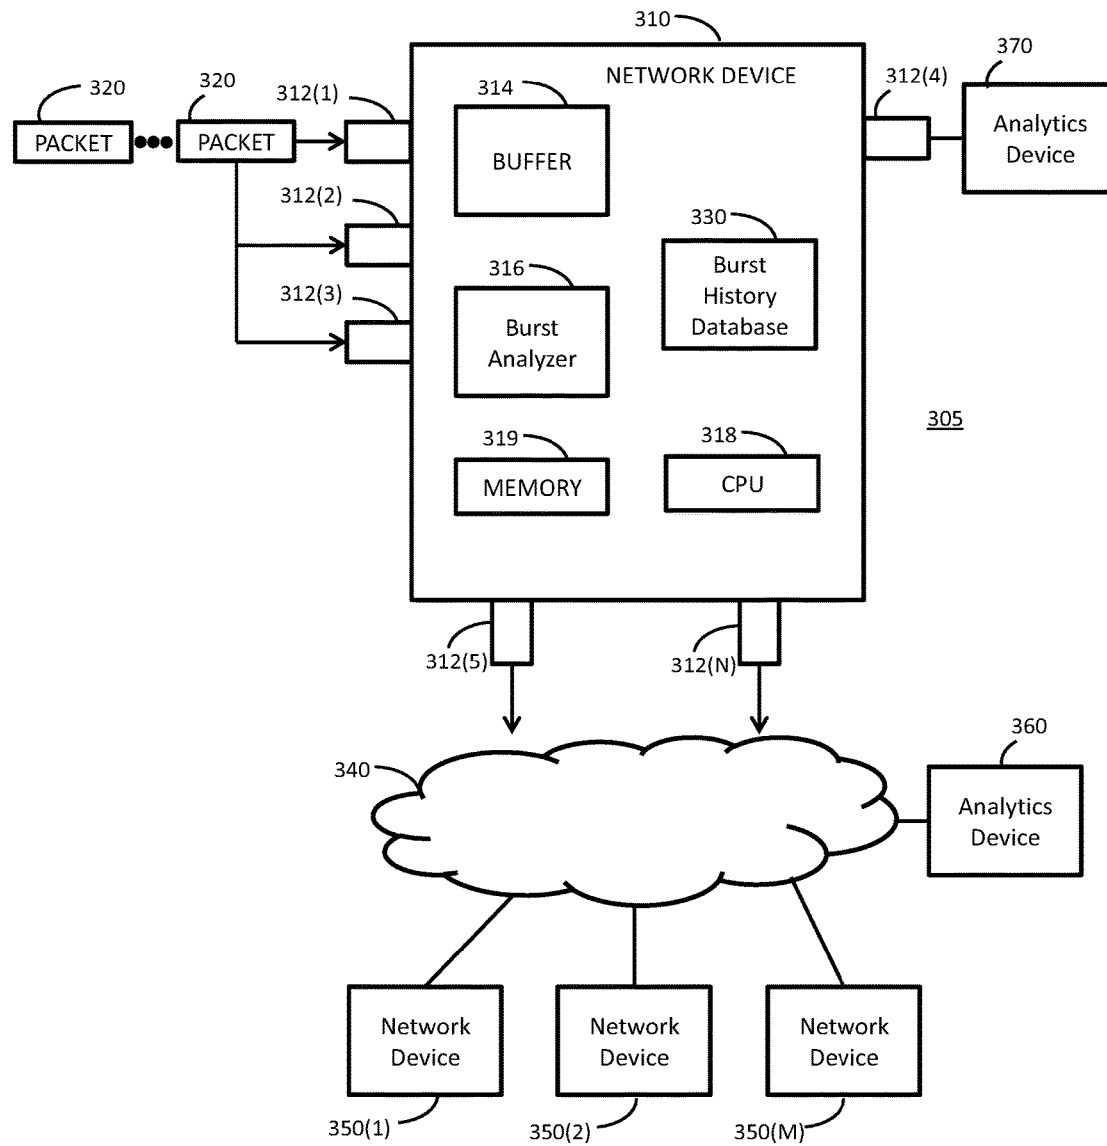 310
370
320
320
312(1)
314
NETWORK DEVICE
312(4)
PACKET
PACKET
BUFFER
Analytics
Device
312(2)
330
Burst
History
Database
316
312(3)
Burst
Analyzer
305
319
318
MEMORY
CPU
312(5)
312(N)
340
360
Analytics
Device
Network
Device
Network
Device
Network
Device
350(1)
350(2)
350(M)